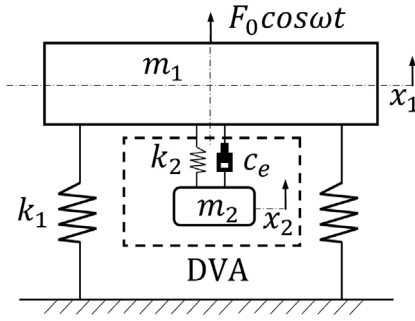 F₀cosωt
m₁
x₁
k₂
cₑ
k₁
m₂
x₂
DVA